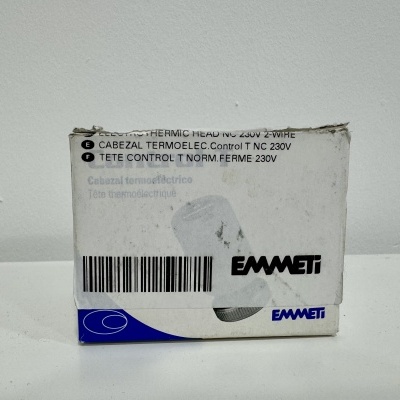 ELECTROTHERMIC HEAD NC 230V 2-WIRE
E CABEZAL TERMOELEC.Control T NC 230V
F TETE CONTROL T NORM.FERME 230V
Cabezal termoeléctrico
Tête thermoélectrique
EMMETi
EMMETi